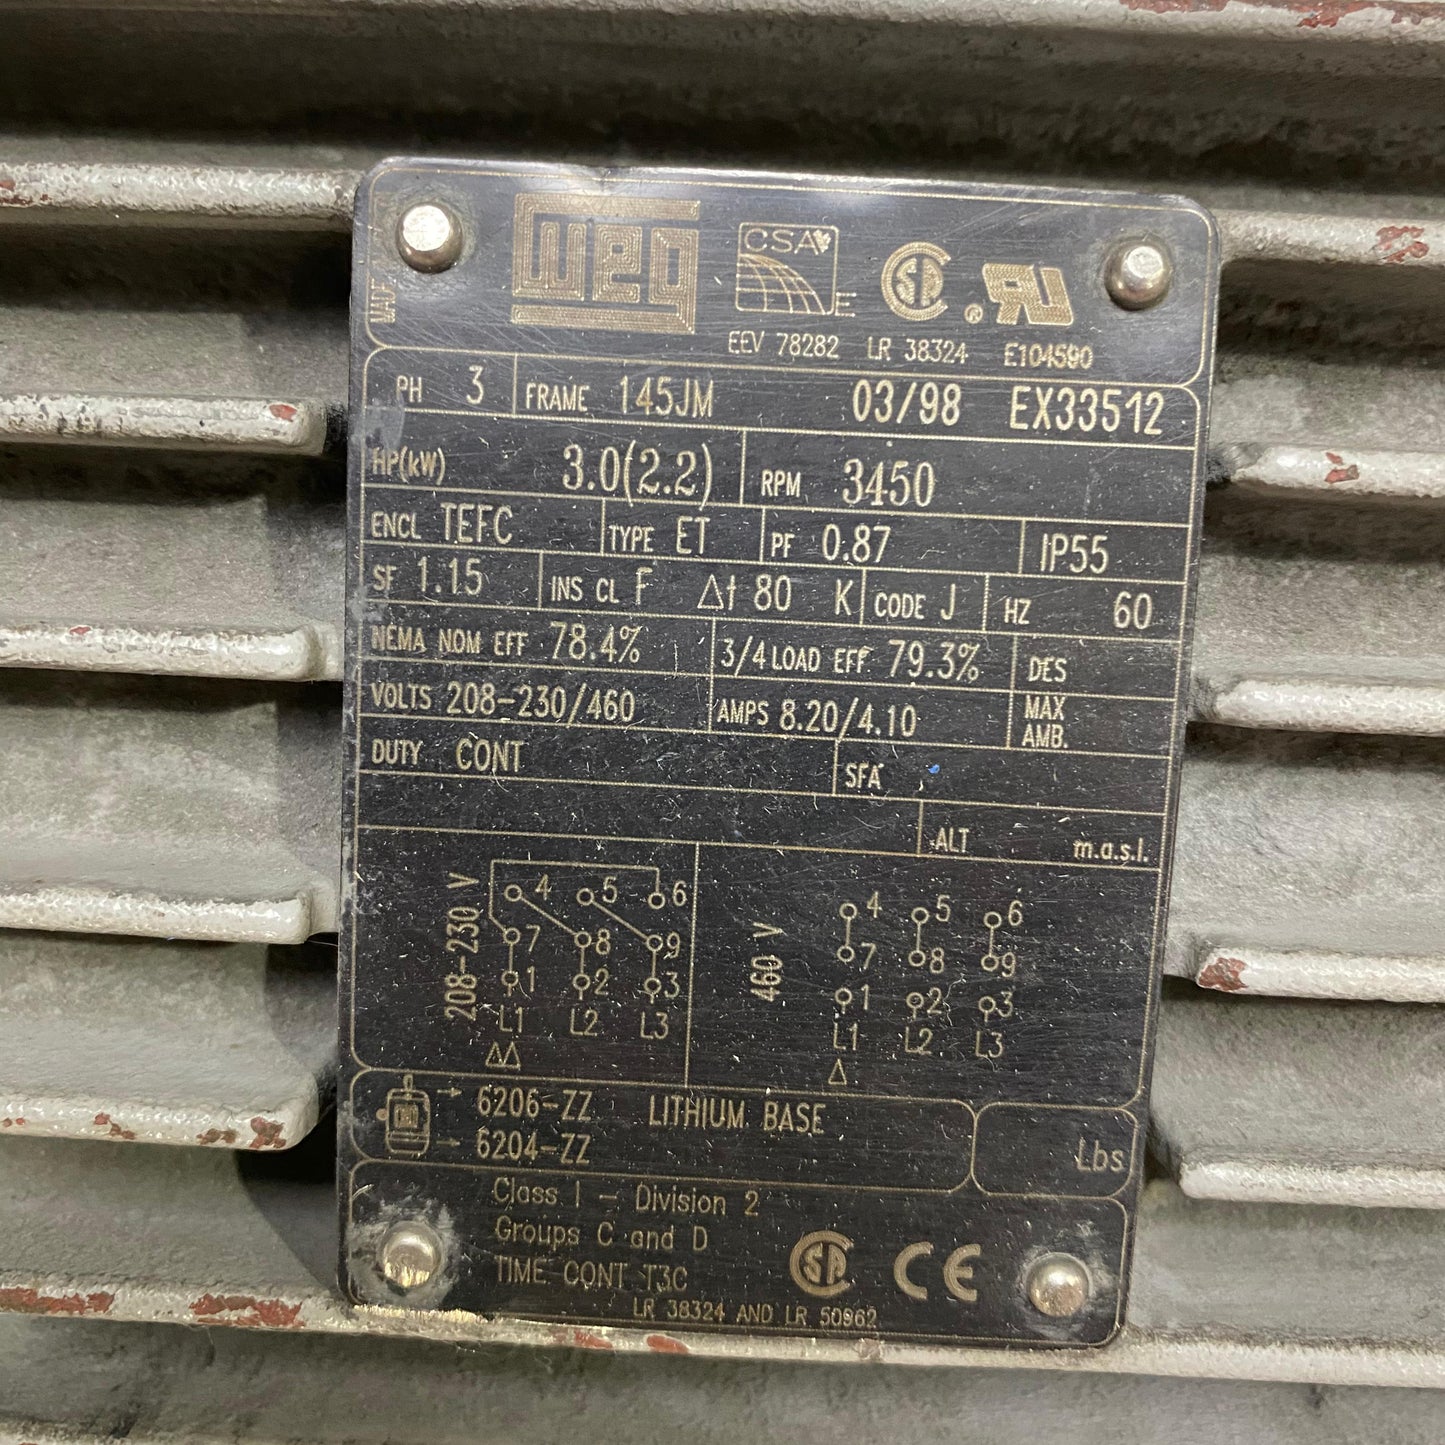 weg CSA E SA ® RU
MADE
EEV 78282 LR 38324 E104590
PH 3 FRAME 145JM 03/98 EX33512
HP(kW) 3.0(2.2) RPM 3450
ENCL TEFC TYPE ET PF 0.87 IP55
SF 1.15 INS CL F Δt 80 K CODE J HZ 60
NEMA NOM EFF 78.4% 3/4 LOAD EFF. 79.3% DES
VOLTS 208-230/460 AMPS 8.20/4.10 MAX AMB.
DUTY CONT SFA
ALT m.a.s.l.
208-230 V
4 5 6
7 8 9
1 2 3
L1 L2 L3
ΔΔ
460 V
4 5 6
7 8 9
1 2 3
L1 L2 L3
Δ
→ 6206-ZZ LITHIUM BASE
→ 6204-ZZ
Lbs
Class I - Division 2
Groups C and D
TIME CONT T3C
SA CE
LR 38324 AND LR 50962